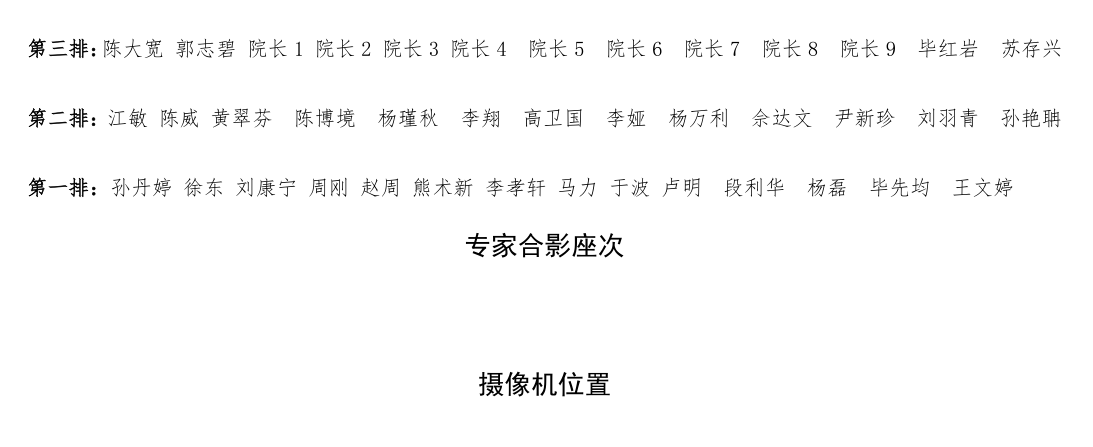 第三排：陈大宽 郭志碧 院长1 院长2 院长3 院长4 院长5 院长6 院长7 院长8 院长9 毕红岩 苏存兴
第二排：江敏 陈威 黄翠芬 陈博境 杨瑾秋 李翔 高卫国 李娅 杨万利 佘达文 尹新珍 刘羽青 孙艳聃
第一排：孙丹婷 徐东 刘康宁 周刚 赵周 熊术新 李孝轩 马力 于波 卢明 段利华 杨磊 毕先均 王文婷
专家合影座次
摄像机位置